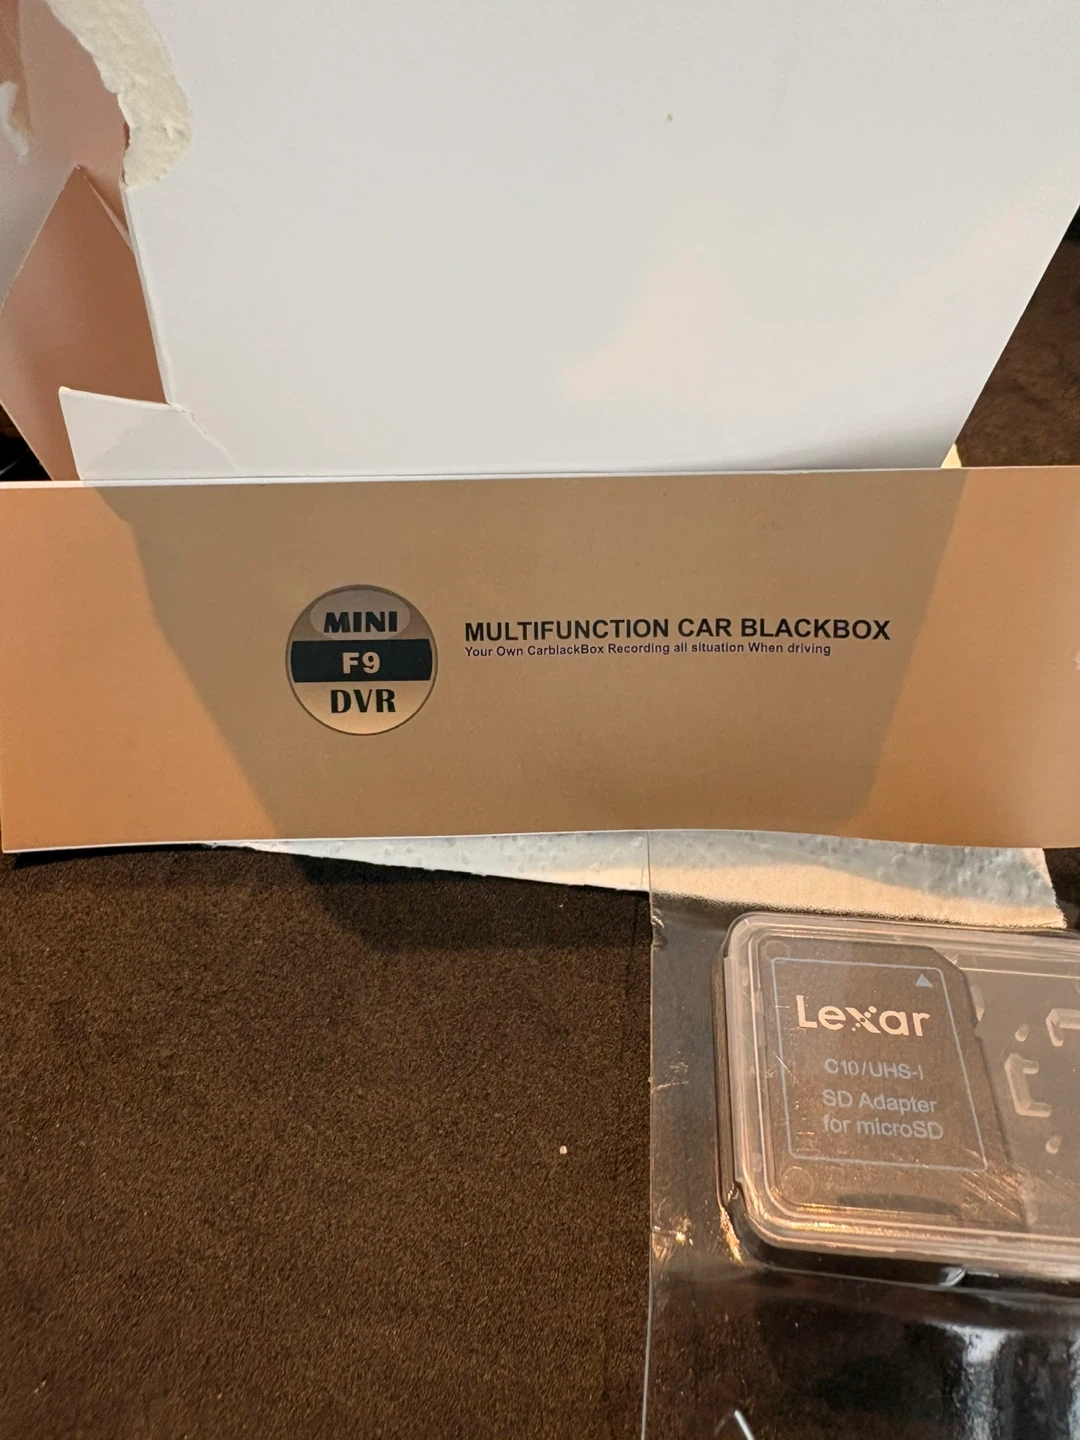 MINI
F9
DVR
MULTIFUNCTION CAR BLACKBOX
Your Own CarblackBox Recording all situation When driving
Lexar
C10/UHS-I
SD Adapter
for microSD